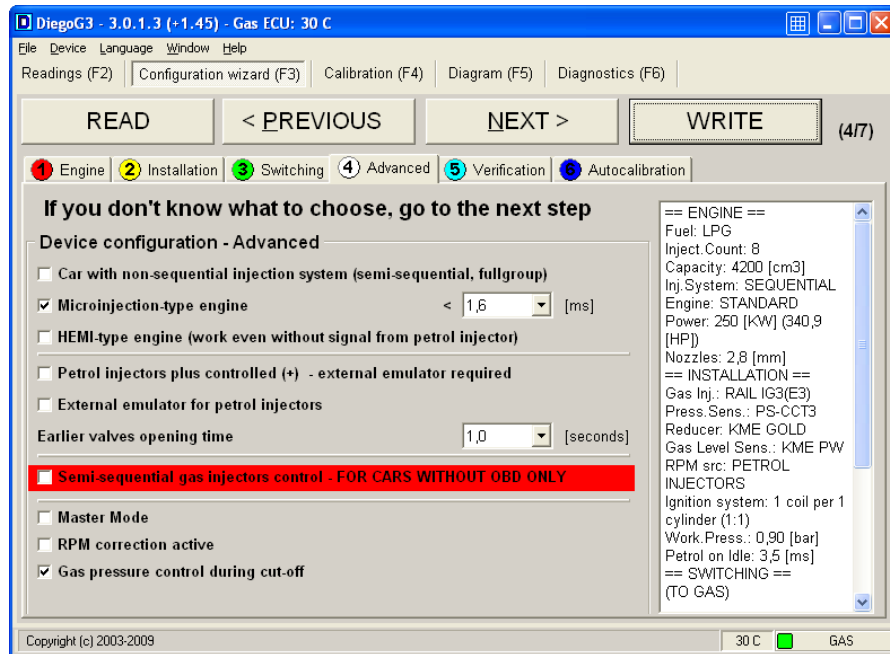 DiegoG3 - 3.0.1.3 (+1.45) - Gas ECU: 30 C
File Device Language Window Help
Readings (F2) Configuration wizard (F3) Calibration (F4) Diagram (F5) Diagnostics (F6)
READ < PREVIOUS NEXT > WRITE (4/7)
1 Engine 2 Installation 3 Switching 4 Advanced 5 Verification 6 Autocalibration
If you don't know what to choose, go to the next step
Device configuration - Advanced
Car with non-sequential injection system (semi-sequential, fullgroup)
Microinjection-type engine < 1,6 [ms]
HEMI-type engine (work even without signal from petrol injector)
Petrol injectors plus controlled (+) - external emulator required
External emulator for petrol injectors
Earlier valves opening time 1,0 [seconds]
Semi-sequential gas injectors control - FOR CARS WITHOUT OBD ONLY
Master Mode
RPM correction active
Gas pressure control during cut-off
== ENGINE ==
Fuel: LPG
Inject.Count: 8
Capacity: 4200 [cm3]
Inj.System: SEQUENTIAL
Engine: STANDARD
Power: 250 [KW] (340,9
[HP])
Nozzles: 2,8 [mm]
== INSTALLATION ==
Gas Inj.: RAIL IG3(E3)
Press.Sens.: PS-CCT3
Reducer: KME GOLD
Gas Level Sens.: KME PW
RPM src: PETROL
INJECTORS
Ignition system: 1 coil per 1
cylinder (1:1)
Work.Press.: 0,90 [bar]
Petrol on Idle: 3,5 [ms]
== SWITCHING ==
(TO GAS)
Copyright (c) 2003-2009 30 C GAS